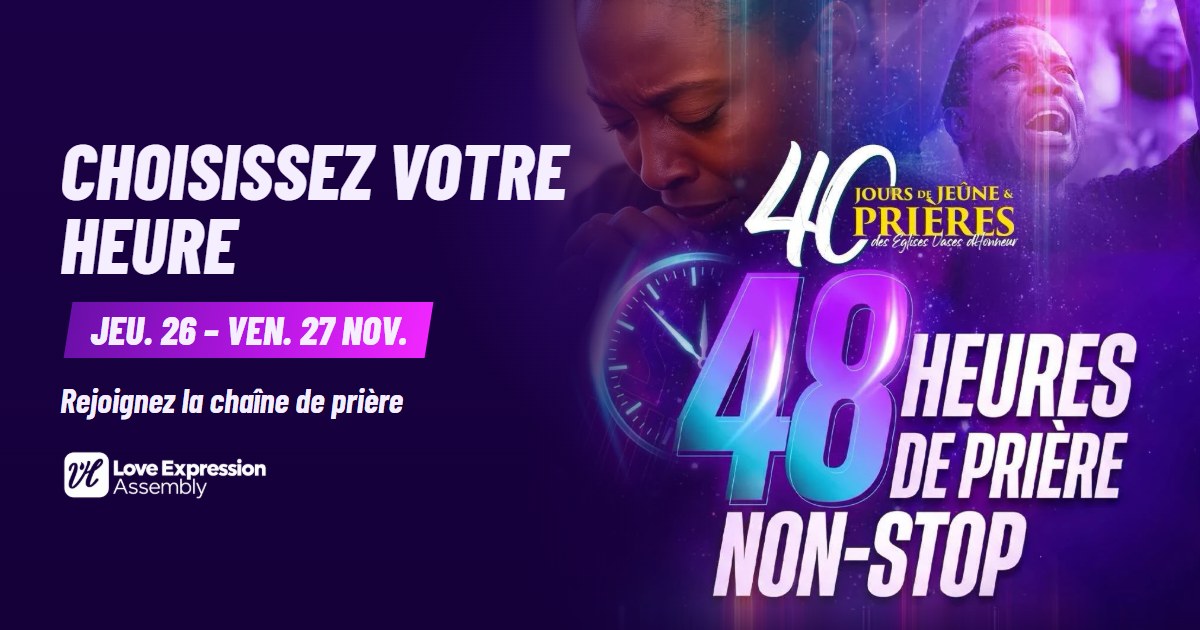 CHOISISSEZ VOTRE
HEURE
JEU. 26 – VEN. 27 NOV.
Rejoignez la chaîne de prière
VH Love Expression
Assembly
40 JOURS DE JEÛNE &
PRIÈRES
des Églises Vases d'Honneur
48 HEURES
DE PRIÈRE
NON-STOP